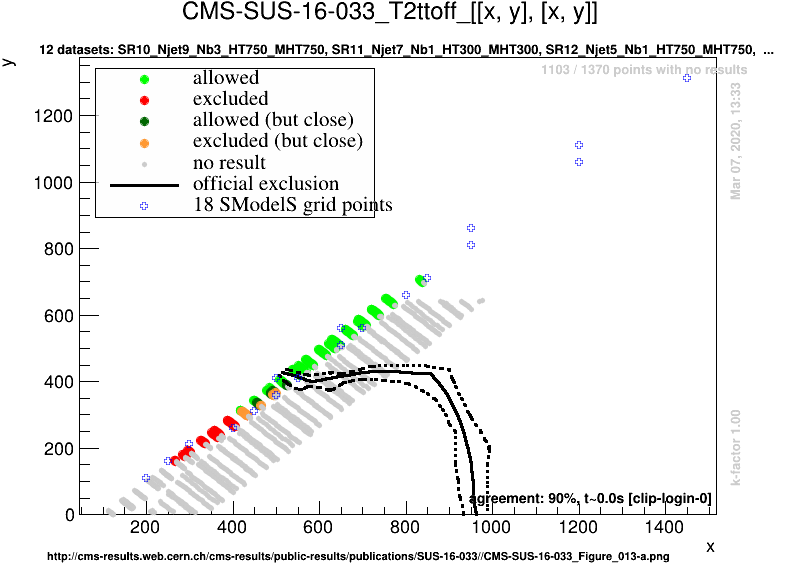 CMS-SUS-16-033_T2ttoff_[[x, y], [x, y]]
12 datasets: SR10_Njet9_Nb3_HT750_MHT750, SR11_Njet7_Nb1_HT300_MHT300, SR12_Njet5_Nb1_HT750_MHT750, ...
y
1103 / 1370 points with no results
allowed
excluded
allowed (but close)
excluded (but close)
no result
official exclusion
18 SModelS grid points
Mar 07, 2020, 13:33
k-factor 1.00
1200
1000
800
600
400
200
0
agreement: 90%, t~0.0s [clip-login-0]
200 400 600 800 1000 1200 1400
x
http://cms-results.web.cern.ch/cms-results/public-results/publications/SUS-16-033//CMS-SUS-16-033_Figure_013-a.png